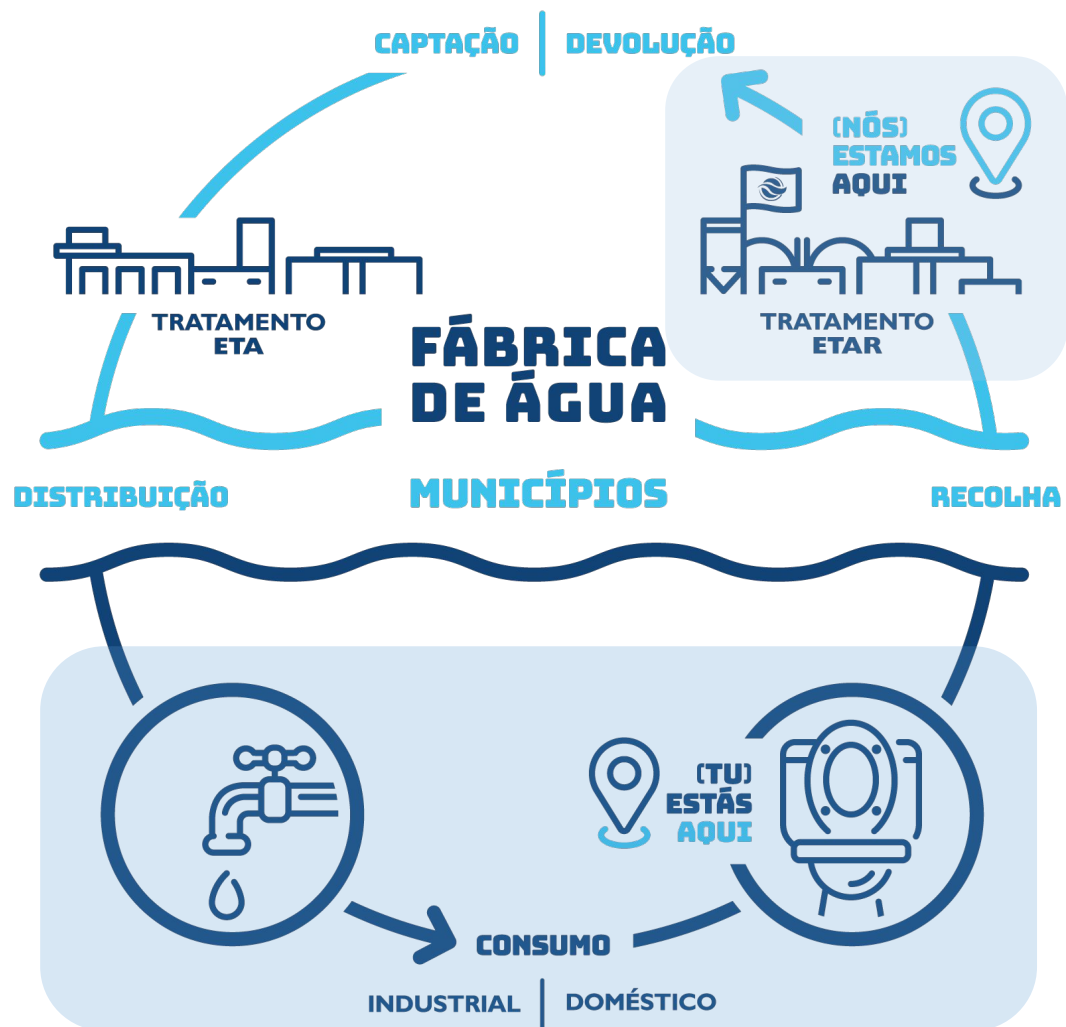 CAPTAÇÃO
DEVOLUÇÃO
(NÓS)
ESTAMOS
AQUI
TRATAMENTO
ETA
TRATAMENTO
ETAR
FÁBRICA
DE ÁGUA
DISTRIBUIÇÃO
MUNICÍPIOS
RECOLHA
(TU)
ESTÁS
AQUI
CONSUMO
INDUSTRIAL
DOMÉSTICO